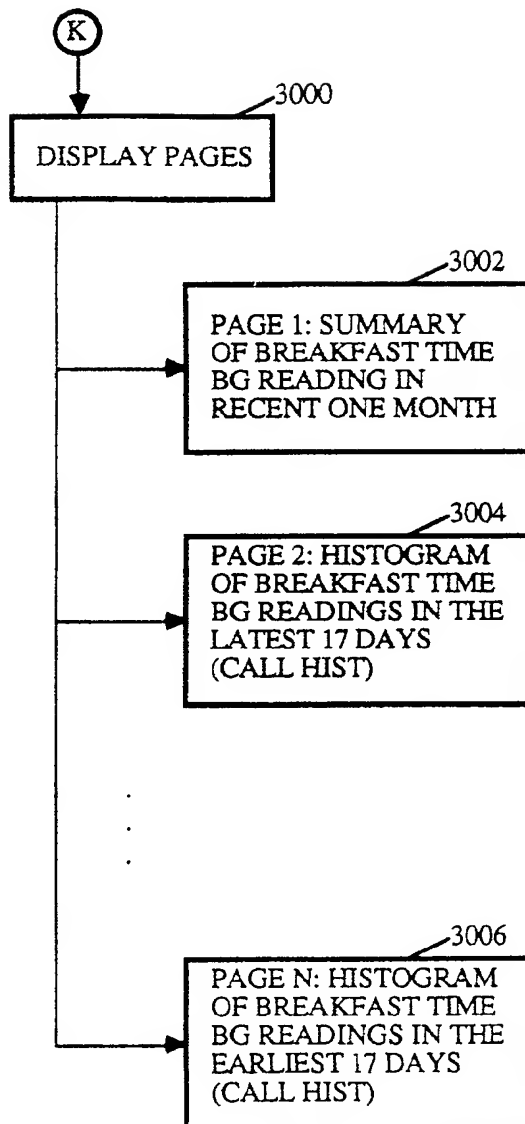 K
3000
DISPLAY PAGES
3002
PAGE 1: SUMMARY
OF BREAKFAST TIME
BG READING IN
RECENT ONE MONTH
3004
PAGE 2: HISTOGRAM
OF BREAKFAST TIME
BG READINGS IN THE
LATEST 17 DAYS
(CALL HIST)
3006
PAGE N: HISTOGRAM
OF BREAKFAST TIME
BG READINGS IN THE
EARLIEST 17 DAYS
(CALL HIST)